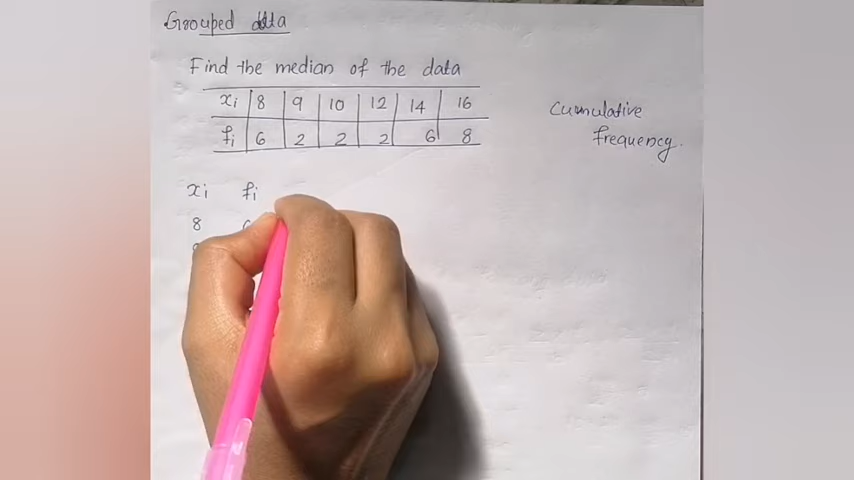 Grouped data
Find the median of the data
xi 8 9 10 12 14 16
fi 6 2 2 2 6 8
Cumulative
frequency.
xi fi
8